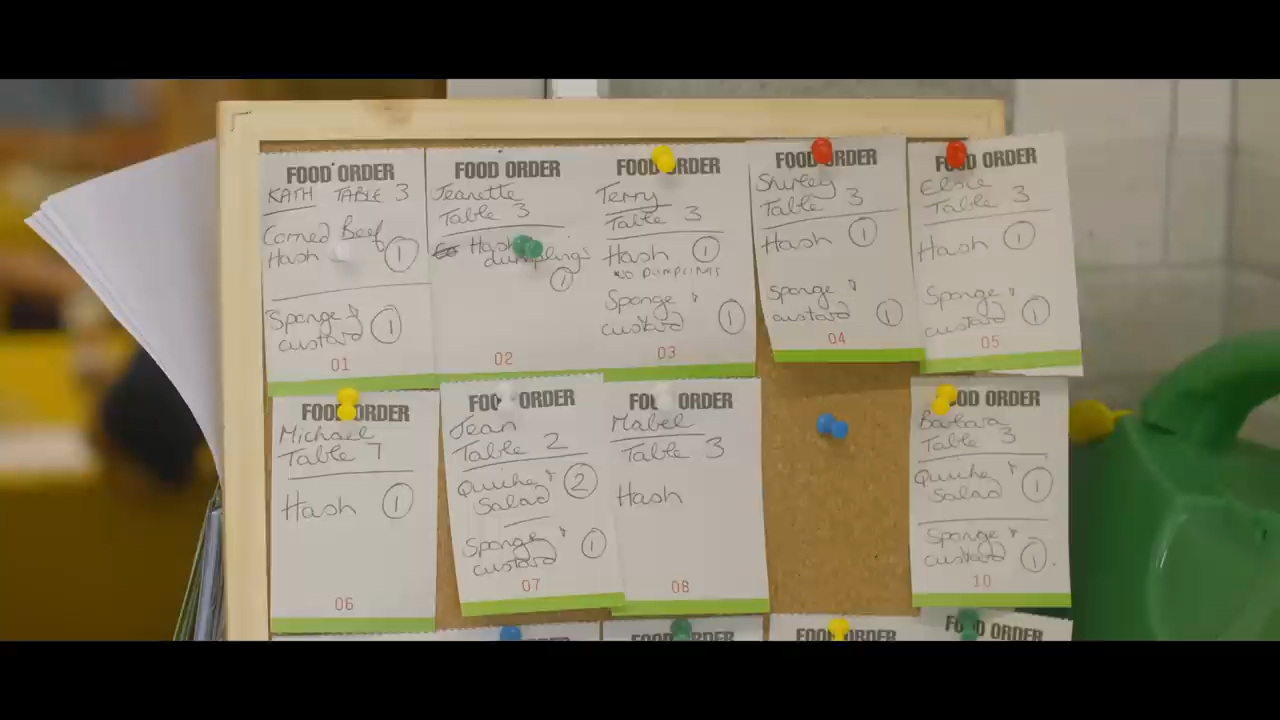 FOOD ORDER
KATH TABLE 3
Corned Beef
Hash 1
Sponge &
custard 1
01
FOOD ORDER
Jeanette
Table 3
Hash
dumplings
1
02
FOOD ORDER
Terry
Table 3
Hash 1
NO DUMPLINGS
Sponge &
custard 1
03
FOOD ORDER
Shirley
Table 3
Hash 1
Sponge &
custard 1
04
FOOD ORDER
Elsie
Table 3
Hash 1
Sponge &
custard 1
05
FOOD ORDER
Michael
Table 7
Hash 1
06
FOOD ORDER
Jean
Table 2
Quiche &
Salad 2
Sponge &
custard 1
07
FOOD ORDER
Mabel
Table 3
Hash
08
FOOD ORDER
Barbara
Table 3
Quiche &
Salad 1
Sponge &
custard 1.
10
FOOD ORDER
FOOD ORDER
FOOD ORDER
FOOD ORDER